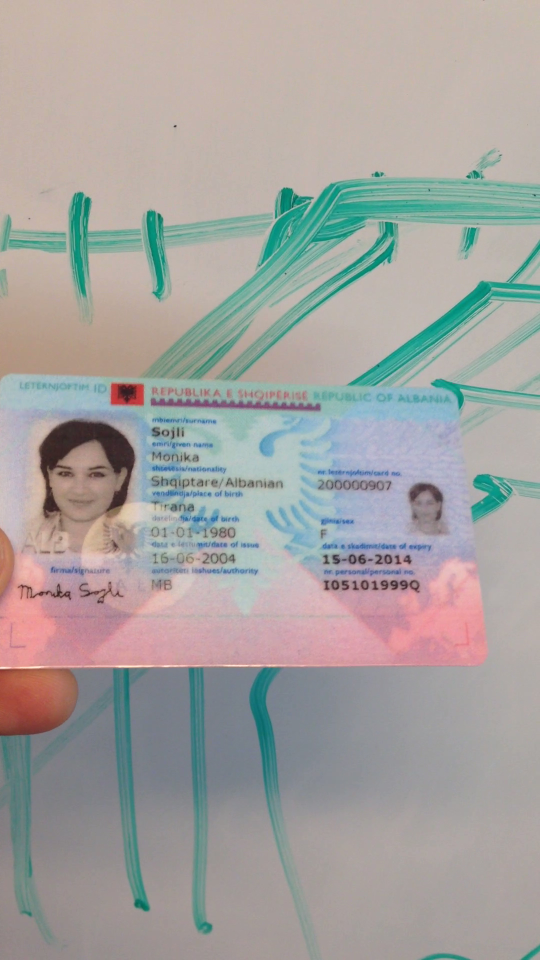 LETËRNJOFTIM ID REPUBLIKA E SHQIPËRISË REPUBLIC OF ALBANIA
mbiemri/surname
Sojli
emri/given name
Monika
shtetësia/nationality nr. letërnjoftimi/card no.
Shqiptare/Albanian 200000907
vendlindja/place of birth
Tirana
datëlindja/date of birth gjinia/sex
01-01-1980 F
data e lëshimit/date of issue data e skadimit/date of expiry
16-06-2004 15-06-2014
firma/signature autoriteti lëshues/authority nr. personal/personal no.
MB I05101999Q
Monika Sojli
ALB